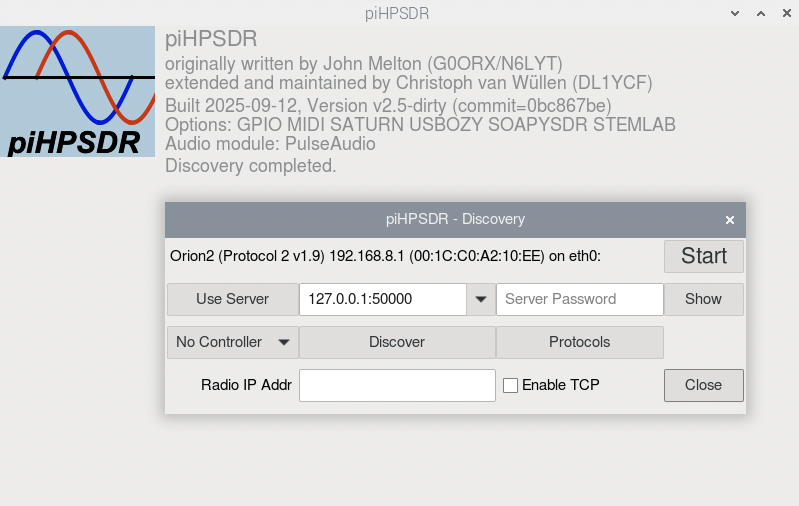 piHPSDR
piHPSDR
piHPSDR
originally written by John Melton (G0ORX/N6LYT)
extended and maintained by Christoph van Wüllen (DL1YCF)
Built 2025-09-12, Version v2.5-dirty (commit=0bc867be)
Options: GPIO MIDI SATURN USBOZY SOAPYSDR STEMLAB
Audio module: PulseAudio
Discovery completed.
piHPSDR - Discovery
Orion2 (Protocol 2 v1.9) 192.168.8.1 (00:1C:C0:A2:10:EE) on eth0: Start
Use Server 127.0.0.1:50000 Server Password Show
No Controller Discover Protocols
Radio IP Addr Enable TCP Close